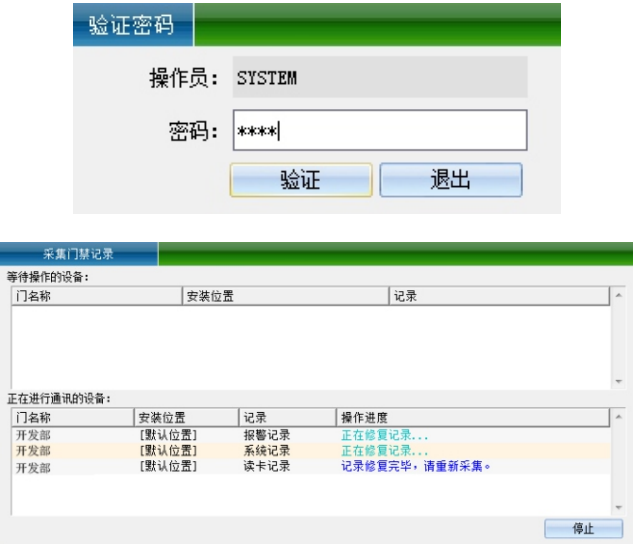 验证密码
操作员: SYSTEM
密码: ****
验证 退出
采集门禁记录
等待操作的设备:
门名称 安装位置 记录
正在进行通讯的设备:
门名称 安装位置 记录 操作进度
开发部 [默认位置] 报警记录 正在修复记录...
开发部 [默认位置] 系统记录 正在修复记录...
开发部 [默认位置] 读卡记录 记录修复完毕，请重新采集。
停止